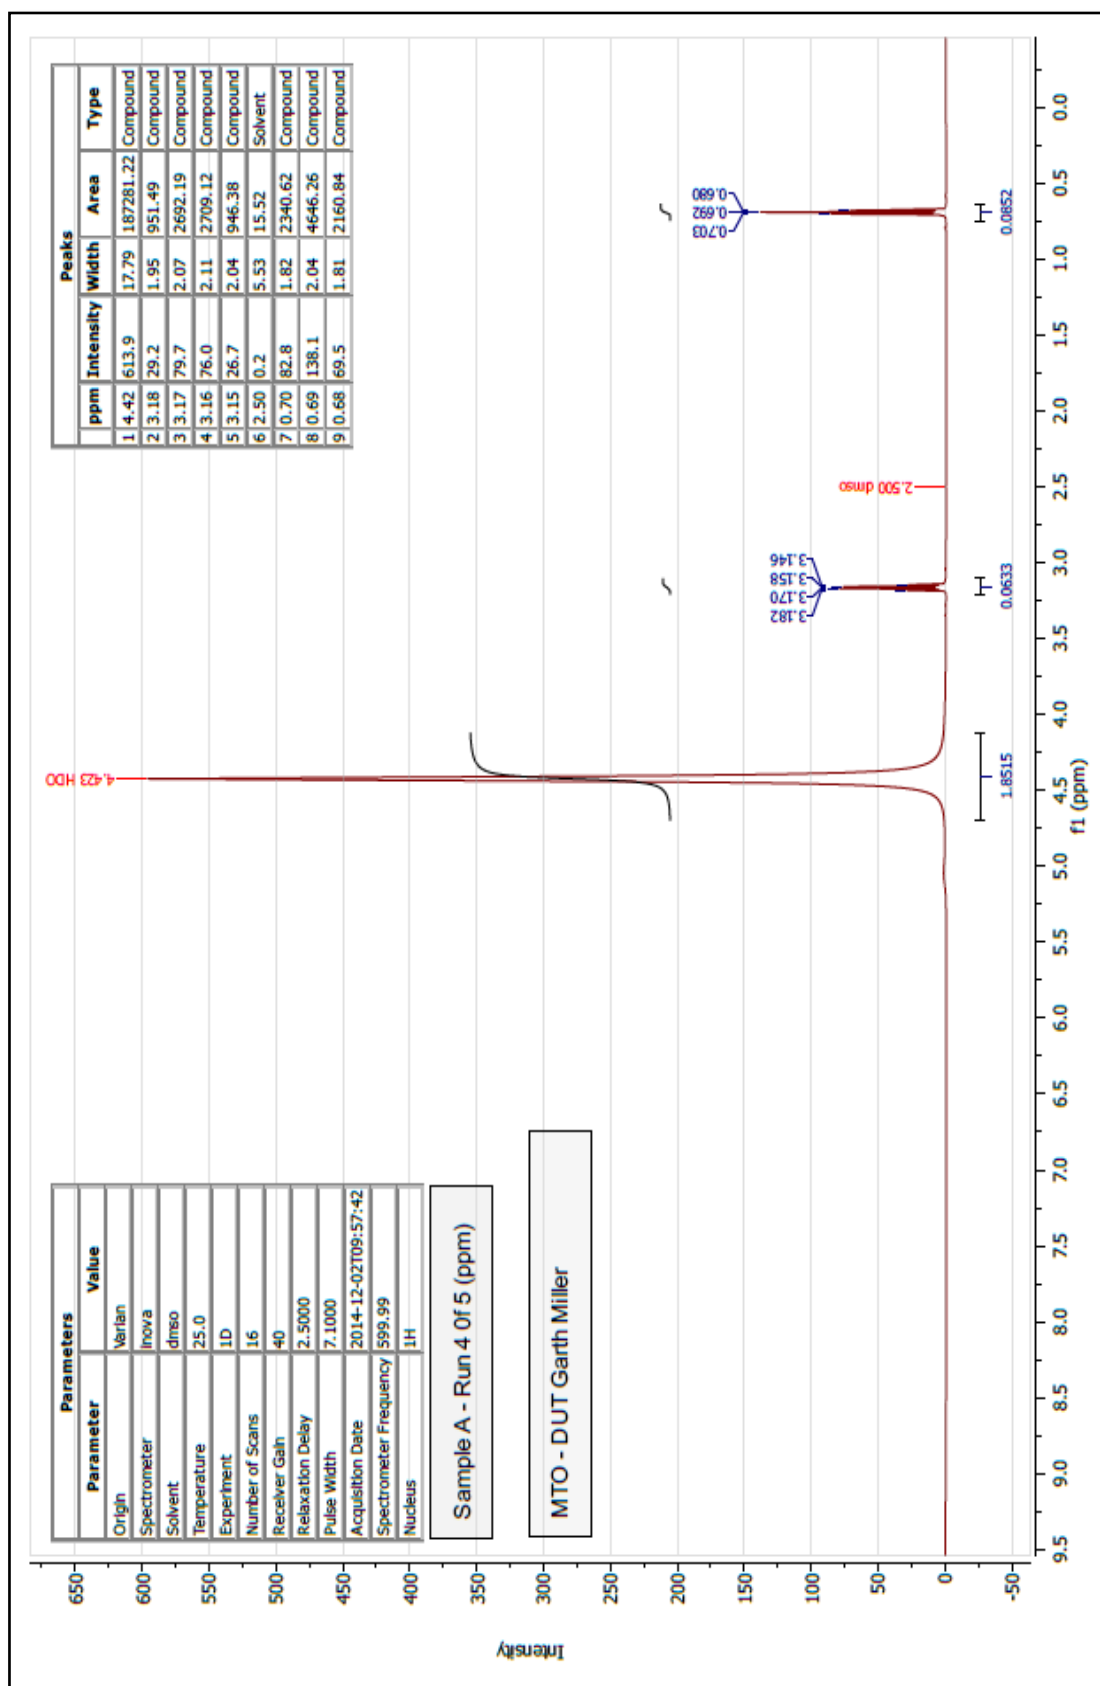 Parameters
Parameter Value
Origin Varian
Spectrometer inova
Solvent dmso
Temperature 25.0
Experiment 1D
Number of Scans 16
Receiver Gain 40
Relaxation Delay 2.5000
Pulse Width 7.1000
Acquisition Date 2014-12-02T09:57:42
Spectrometer Frequency 599.99
Nucleus 1H
Sample A - Run 4 0f 5 (ppm)
MTO - DUT Garth Miller
Peaks
ppm Intensity Width Area Type
1 4.42 613.9 17.79 187281.22 Compound
2 3.18 29.2 1.95 951.49 Compound
3 3.17 79.7 2.07 2692.19 Compound
4 3.16 76.0 2.11 2709.12 Compound
5 3.15 26.7 2.04 946.38 Compound
6 2.50 0.2 5.53 15.52 Solvent
7 0.70 82.8 1.82 2340.62 Compound
8 0.69 138.1 2.04 4646.26 Compound
9 0.68 69.5 1.81 2160.84 Compound
4.423 HDO
3.182
3.170
3.158
3.146
2.500 dmso
0.703
0.692
0.680
1.8515
0.0633
0.0852
650
600
550
500
450
400
350
300
250
200
150
100
50
0
-50
Intensity
9.5 9.0 8.5 8.0 7.5 7.0 6.5 6.0 5.5 5.0 4.5 4.0 3.5 3.0 2.5 2.0 1.5 1.0 0.5 0.0
f1 (ppm)